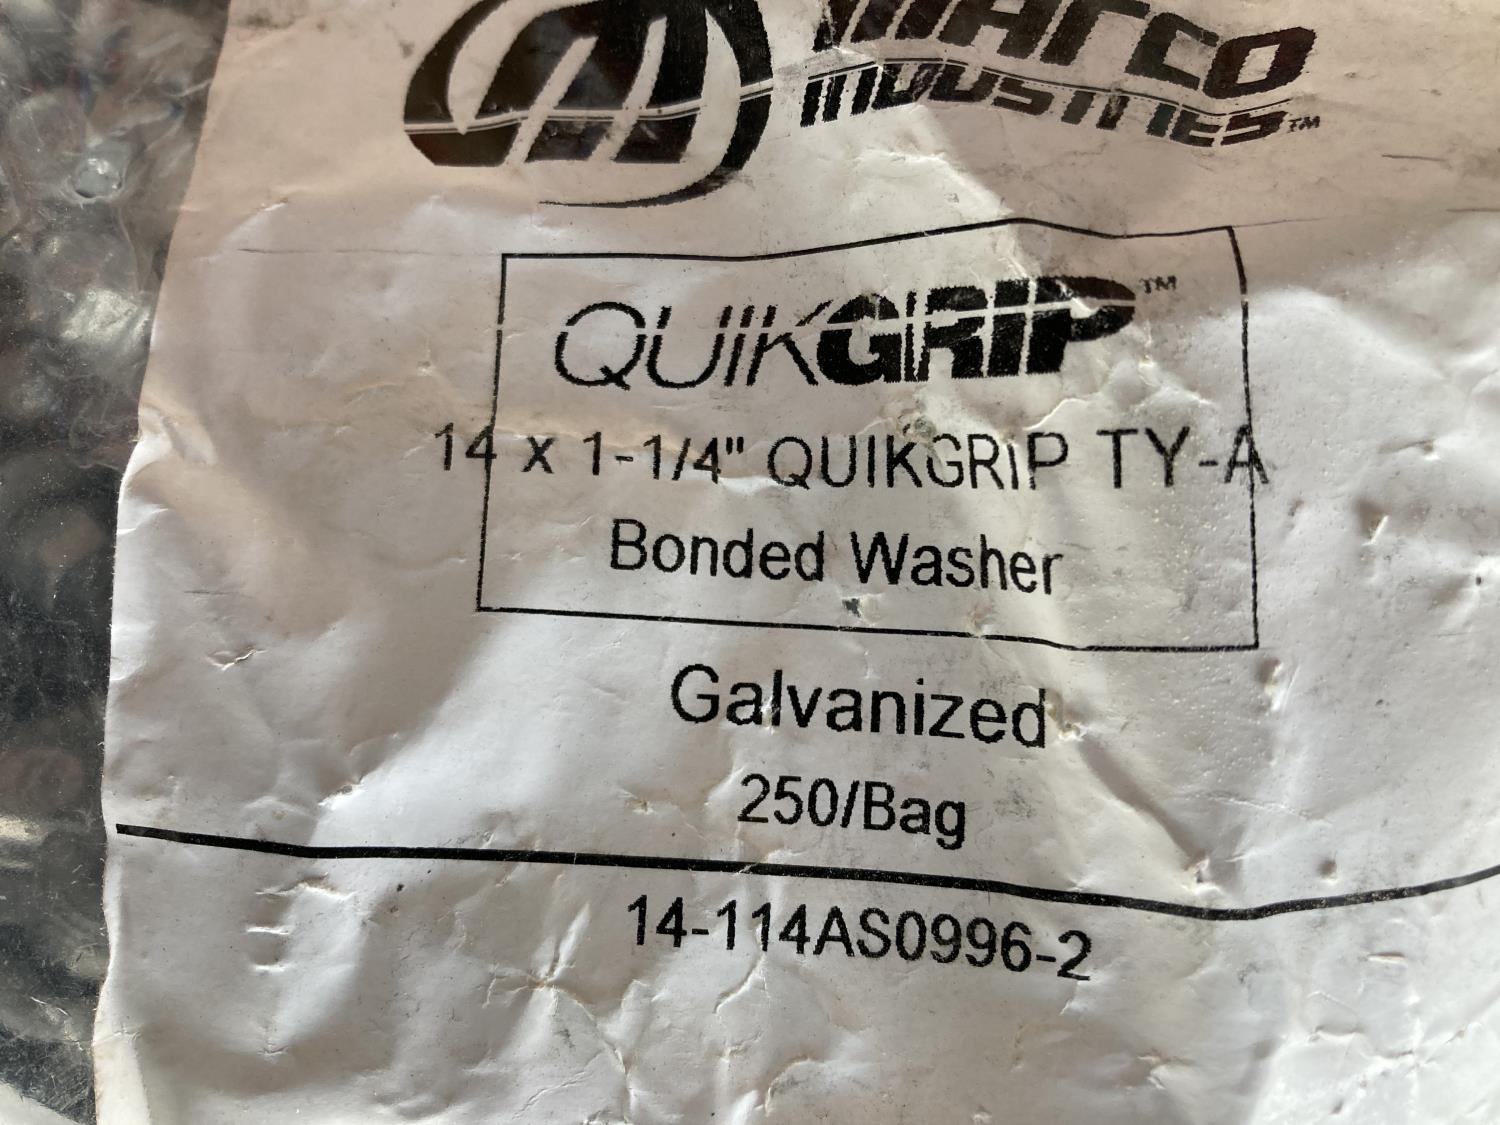 Marco
INDUSTRIES™
QUIKGRIP™
14 x 1-1/4" QUIKGRIP TY-A
Bonded Washer
Galvanized
250/Bag
14-114AS0996-2